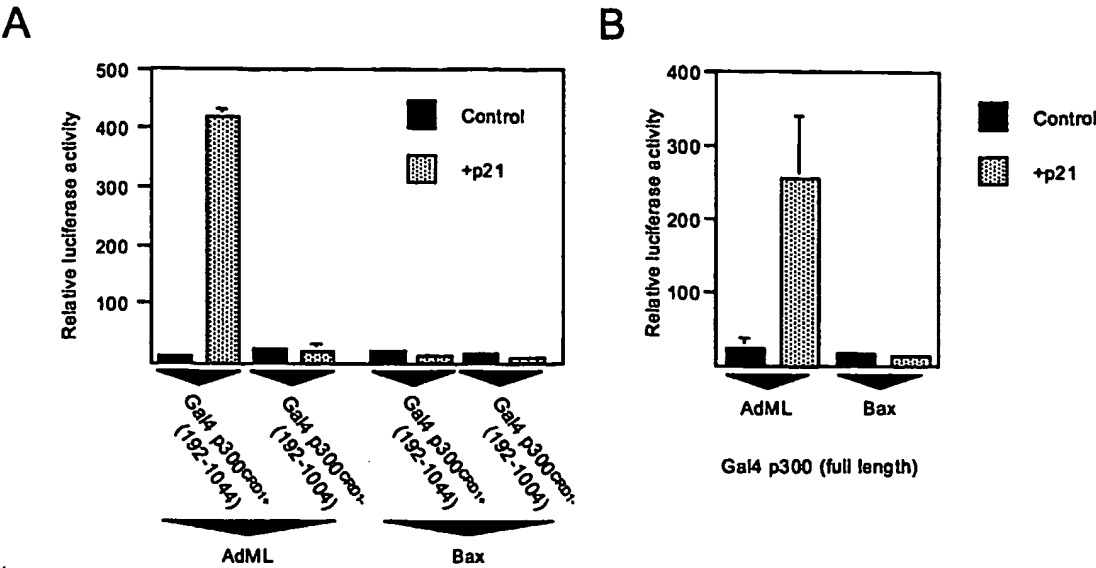 A
Relative luciferase activity
500
400
300
200
100
Control
+p21
Gal4 p300CRD1+
(192-1044)
Gal4 p300CRD1-
(192-1004)
Gal4 p300CRD1+
(192-1044)
Gal4 p300CRD1-
(192-1004)
AdML
Bax
B
Relative luciferase activity
400
300
200
100
Control
+p21
AdML
Bax
Gal4 p300 (full length)